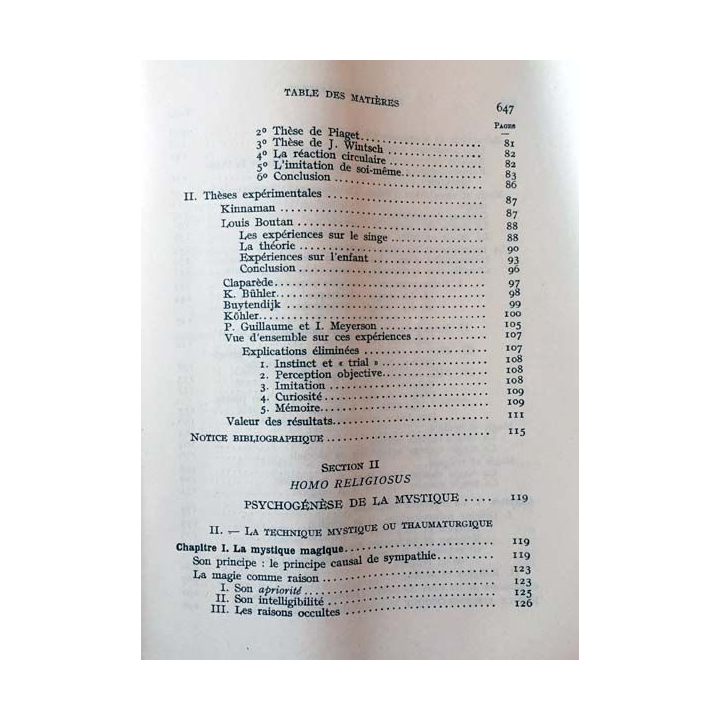 TABLE DES MATIÈRES 647
PAGES
2º Thèse de Piaget........ 81
3º Thèse de J. Wintsch........ 82
4º La réaction circulaire........ 82
5º L'imitation de soi-même........ 83
6º Conclusion........ 86
II. Thèses expérimentales........ 87
Kinnaman........ 87
Louis Boutan........ 88
Les expériences sur le singe........ 88
La théorie........ 90
Expériences sur l'enfant........ 93
Conclusion........ 96
Claparède........ 97
K. Bühler........ 98
Buytendijk........ 99
Köhler........ 100
P. Guillaume et I. Meyerson........ 105
Vue d'ensemble sur ces expériences........ 107
Explications éliminées........ 107
1. Instinct et « trial »........ 108
2. Perception objective........ 108
3. Imitation........ 108
4. Curiosité........ 109
5. Mémoire........ 109
Valeur des résultats........ 111
NOTICE BIBLIOGRAPHIQUE........ 115
SECTION II
HOMO RELIGIOSUS
PSYCHOGÉNÈSE DE LA MYSTIQUE..... 119
II. — LA TECHNIQUE MYSTIQUE OU THAUMATURGIQUE
Chapitre I. La mystique magique........ 119
Son principe : le principe causal de sympathie........ 119
La magie comme raison........ 123
I. Son apriorité........ 123
II. Son intelligibilité........ 125
III. Les raisons occultes........ 126